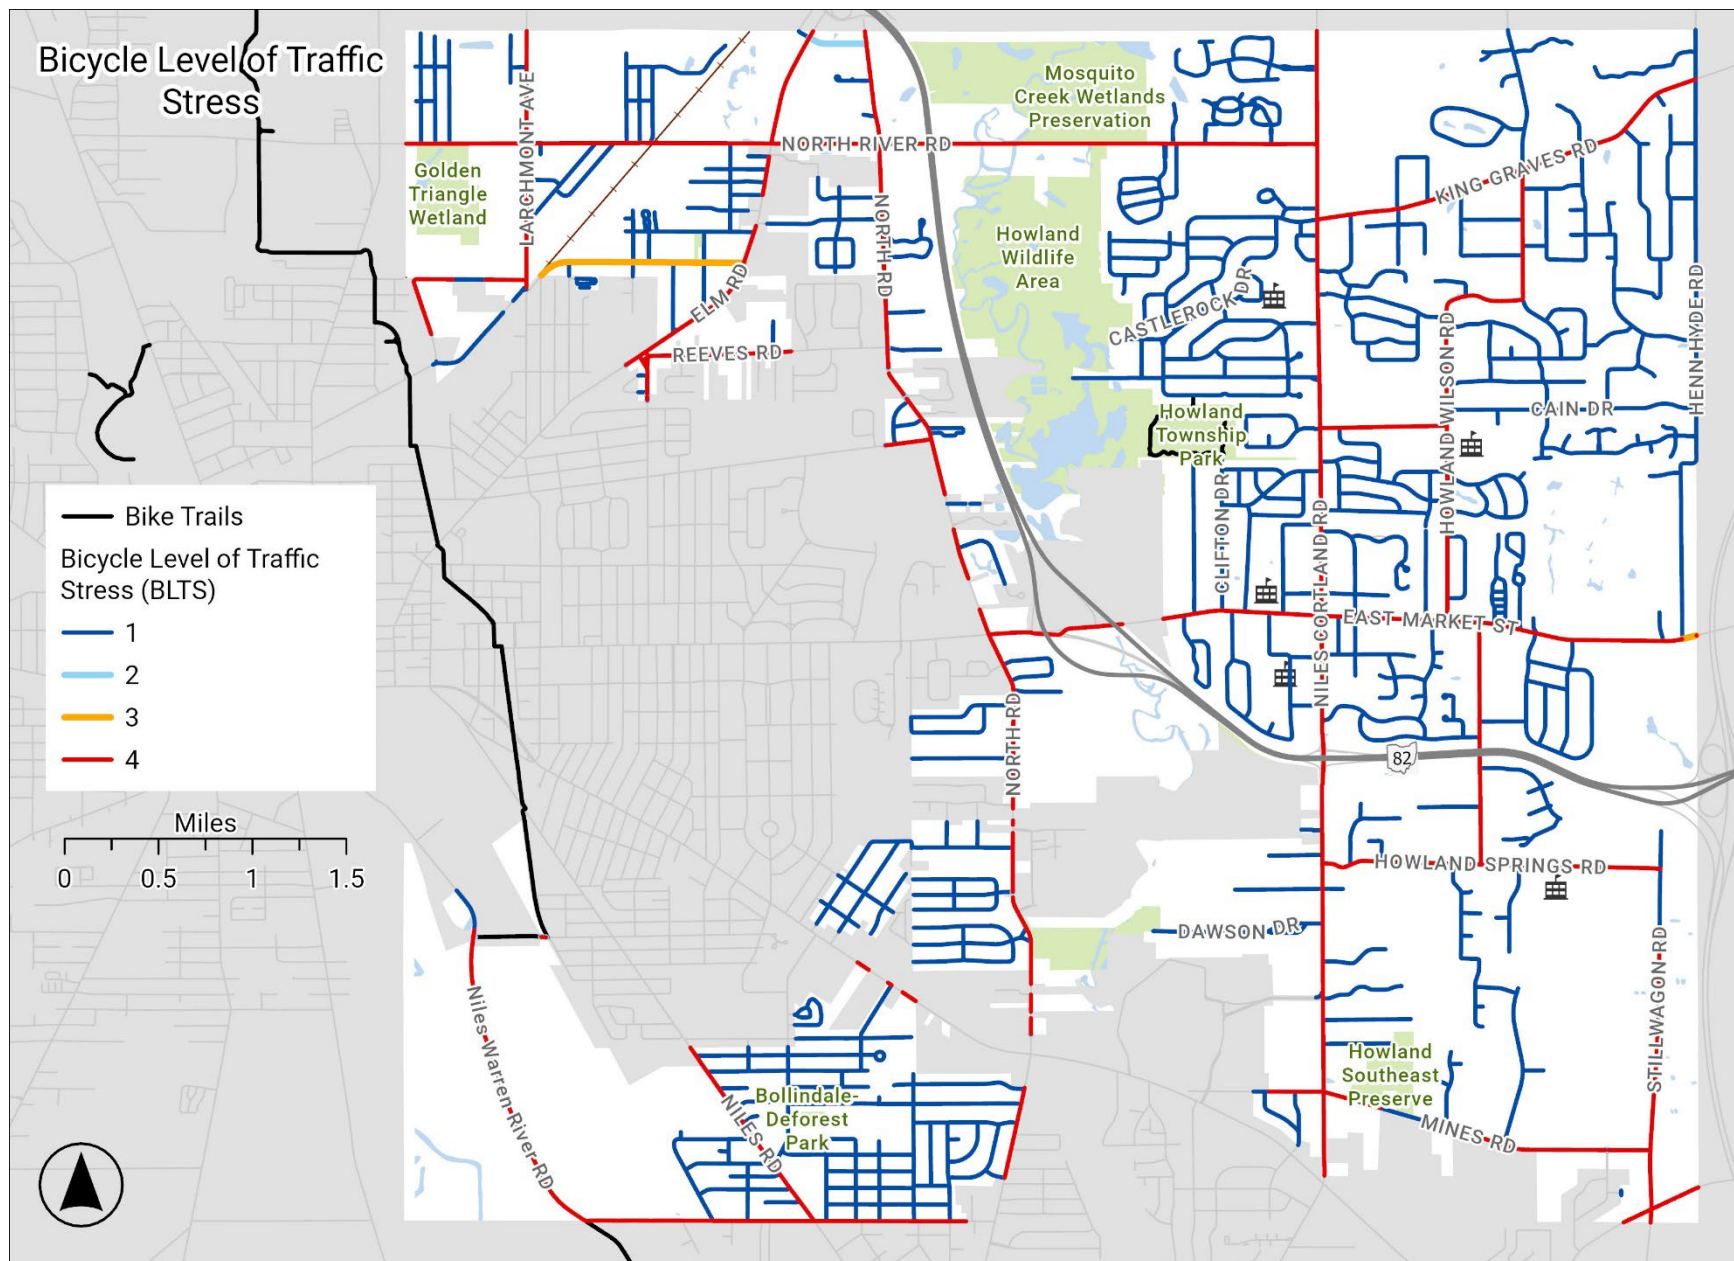 Bicycle Level of Traffic
Stress
Mosquito
Creek Wetlands
Preservation
LARCHMONT AVE
NORTH RIVER RD
Golden
Triangle
Wetland
KING GRAVES RD
NORTH RD
Howland
Wildlife
Area
ELM RD
CASTLEROCK DR
HENN HYDE RD
REEVES RD
HOWLAND WILSON RD
CAIN DR
Howland
Township
Park
CLIFTON DR
NILES CORTLAND RD
EAST MARKET ST
Bike Trails
Bicycle Level of Traffic
Stress (BLTS)
1
2
3
4
NORTH RD
82
Miles
0 0.5 1 1.5
HOWLAND SPRINGS RD
DAWSON DR
STILLWAGON RD
Niles-Warren-River-RD
Howland
Southeast
Preserve
MINES RD
NILES RD
Bollindale-
Deforest
Park